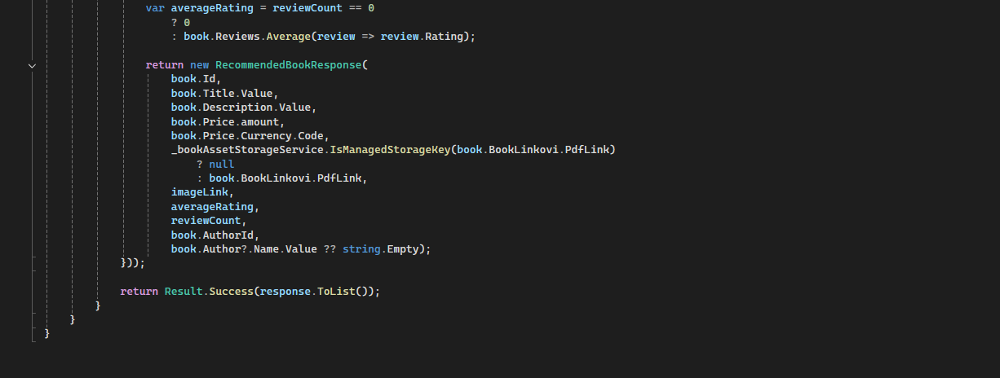 var averageRating = reviewCount == 0
? 0
: book.Reviews.Average(review => review.Rating);
return new RecommendedBookResponse(
book.Id,
book.Title.Value,
book.Description.Value,
book.Price.amount,
book.Price.Currency.Code,
_bookAssetStorageService.IsManagedStorageKey(book.BookLinkovi.PdfLink)
? null
: book.BookLinkovi.PdfLink,
imageLink,
averageRating,
reviewCount,
book.AuthorId,
book.Author?.Name.Value ?? string.Empty);
}));
return Result.Success(response.ToList());
}
}
}